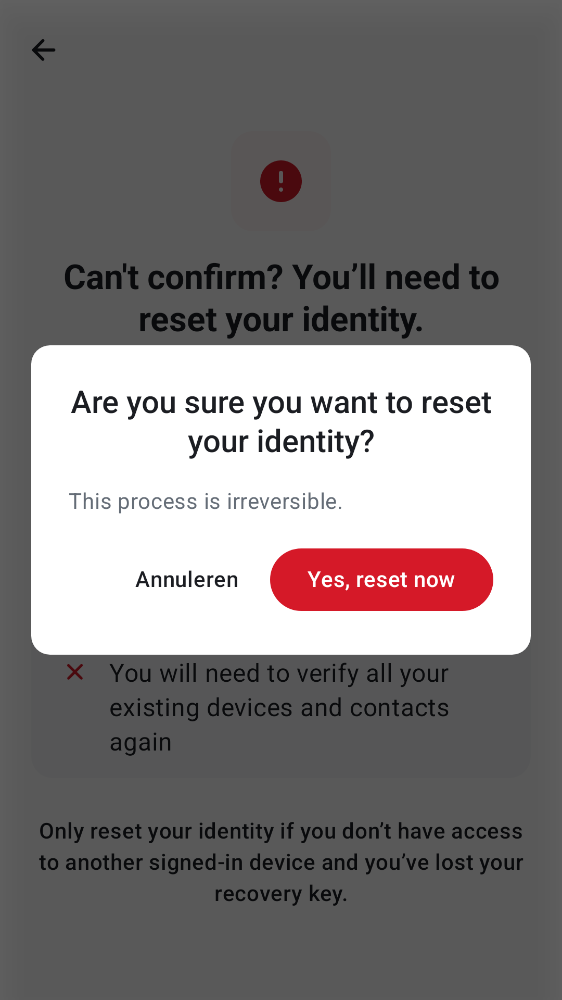 Can't confirm? You’ll need to
reset your identity.
Are you sure you want to reset
your identity?
This process is irreversible.
Annuleren
Yes, reset now
You will need to verify all your
existing devices and contacts
again
Only reset your identity if you don’t have access
to another signed-in device and you’ve lost your
recovery key.